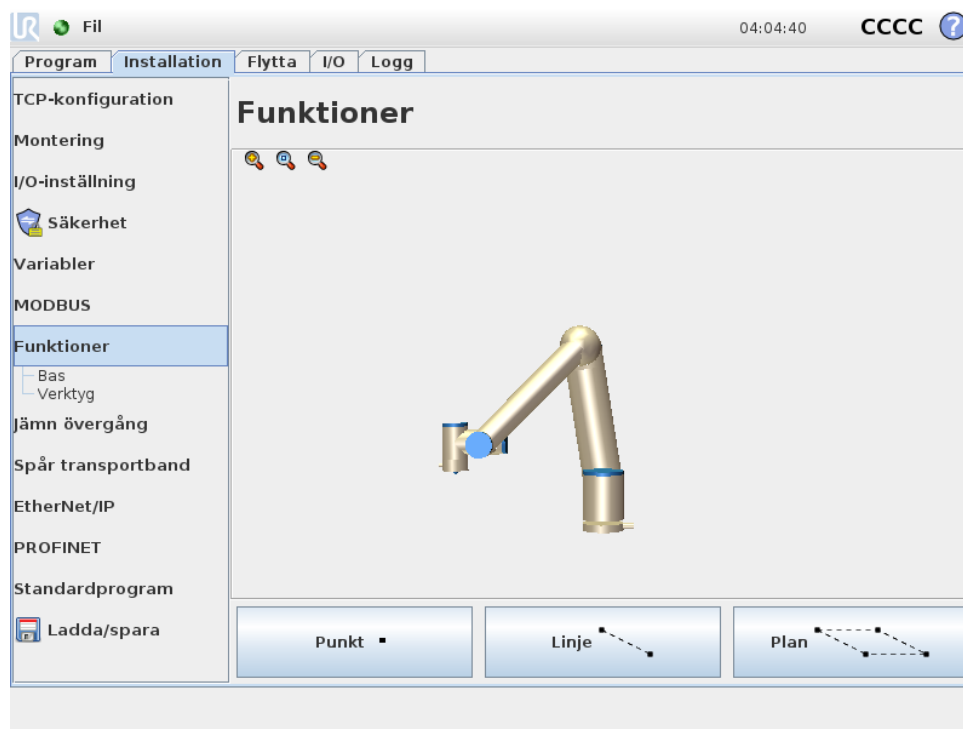 UR Fil 04:04:40 CCCC ?
Program Installation Flytta I/O Logg
TCP-konfiguration
Montering
I/O-inställning
Säkerhet
Variabler
MODBUS
Funktioner
Bas
Verktyg
Jämn övergång
Spår transportband
EtherNet/IP
PROFINET
Standardprogram
Ladda/spara
Funktioner
Punkt
Linje
Plan